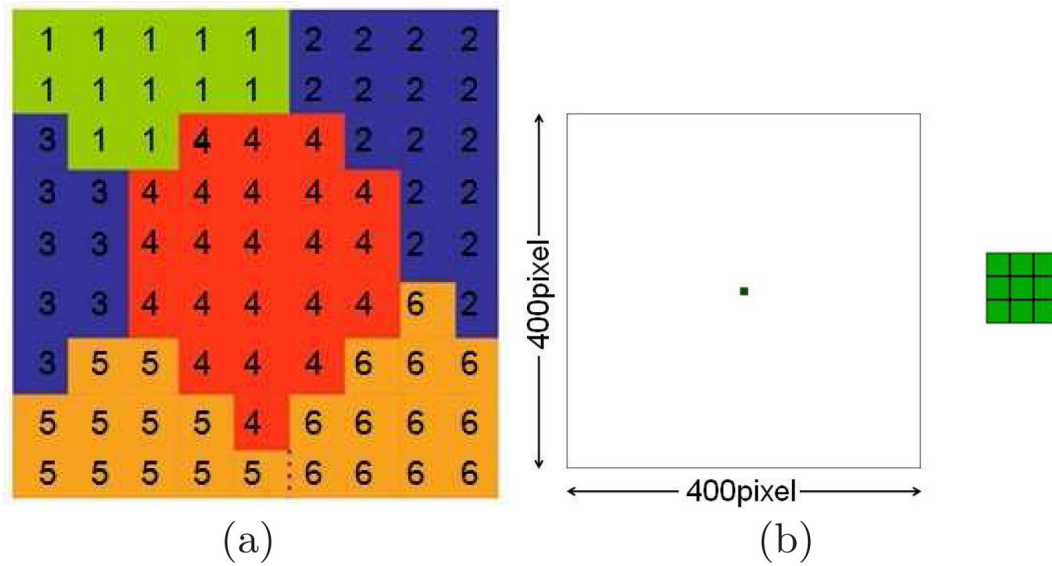 1 1 1 1 1 2 2 2 2
1 1 1 1 1 2 2 2 2
3 1 1 4 4 4 2 2 2
3 3 4 4 4 4 4 2 2
3 3 4 4 4 4 4 2 2
3 3 4 4 4 4 4 6 2
3 5 5 4 4 4 6 6 6
5 5 5 5 4 6 6 6 6
5 5 5 5 5 6 6 6 6
(a)
400pixel
400pixel
(b)